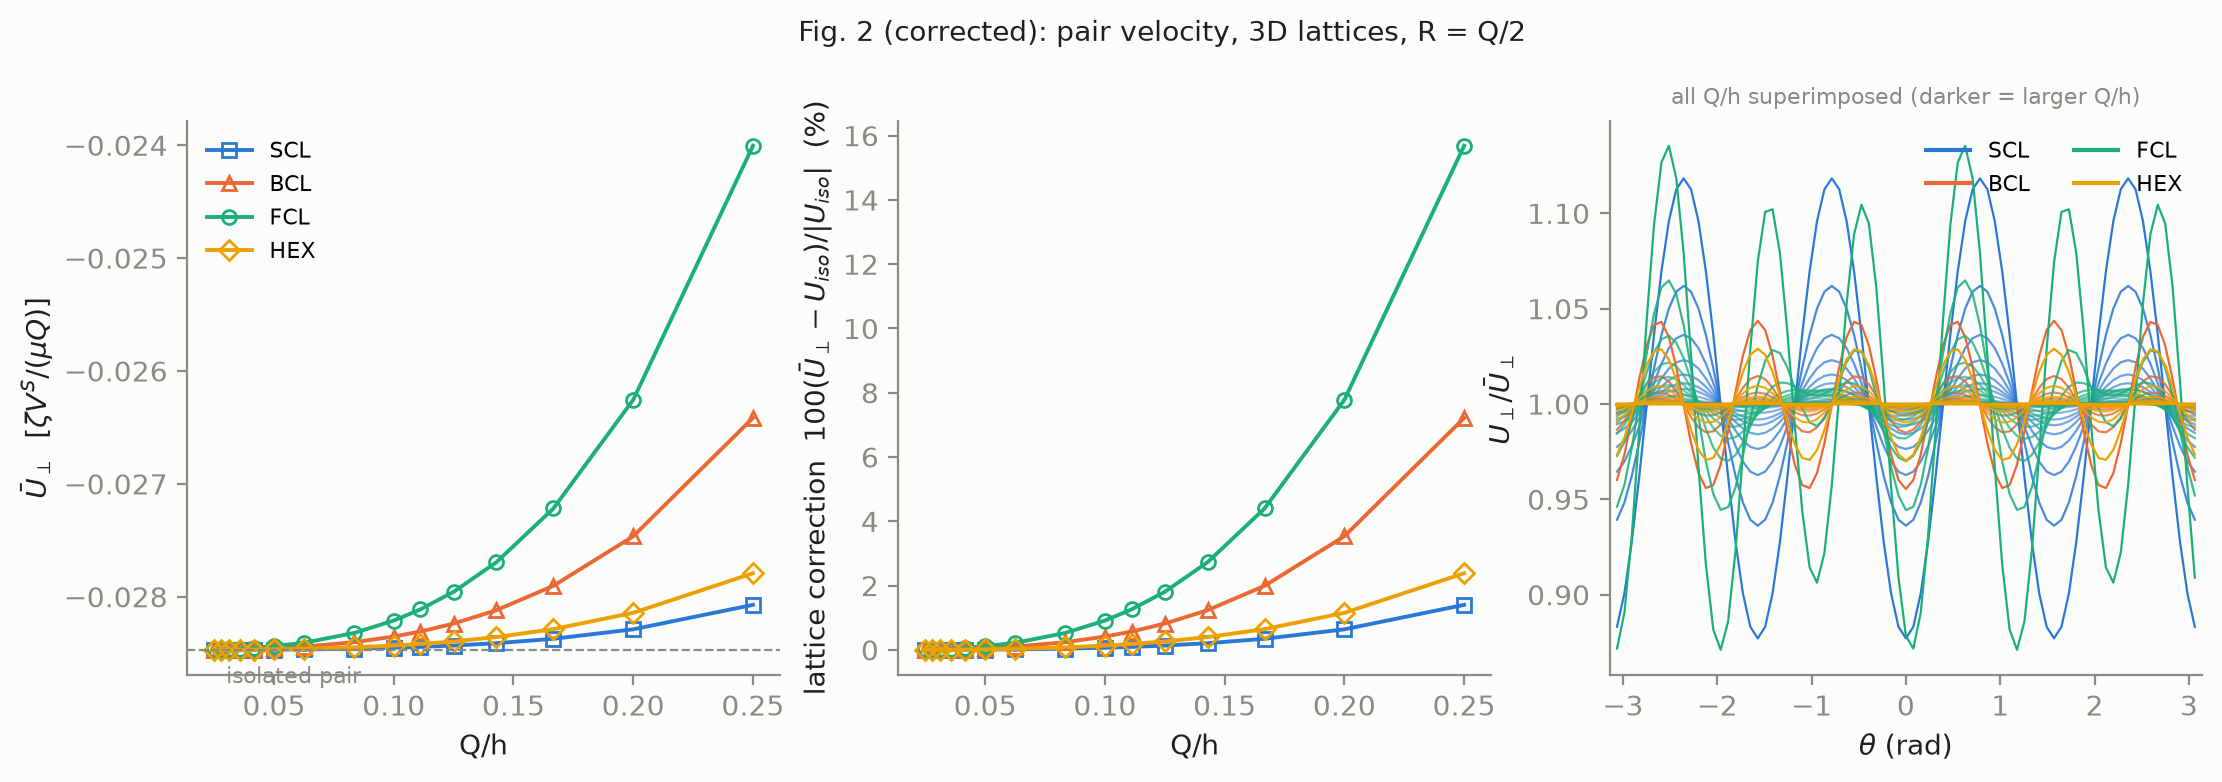 Fig. 2 (corrected): pair velocity, 3D lattices, R = Q/2
Ū⊥ [ζVˢ/(μQ)]
−0.024
−0.025
−0.026
−0.027
−0.028
SCL
BCL
FCL
HEX
isolated pair
0.05 0.10 0.15 0.20 0.25
Q/h
lattice correction 100(Ū⊥ − U_iso)/|U_iso| (%)
16
14
12
10
8
6
4
2
0
0.05 0.10 0.15 0.20 0.25
Q/h
all Q/h superimposed (darker = larger Q/h)
U⊥/Ū⊥
1.10
1.05
1.00
0.95
0.90
SCL FCL
BCL HEX
−3 −2 −1 0 1 2 3
θ (rad)